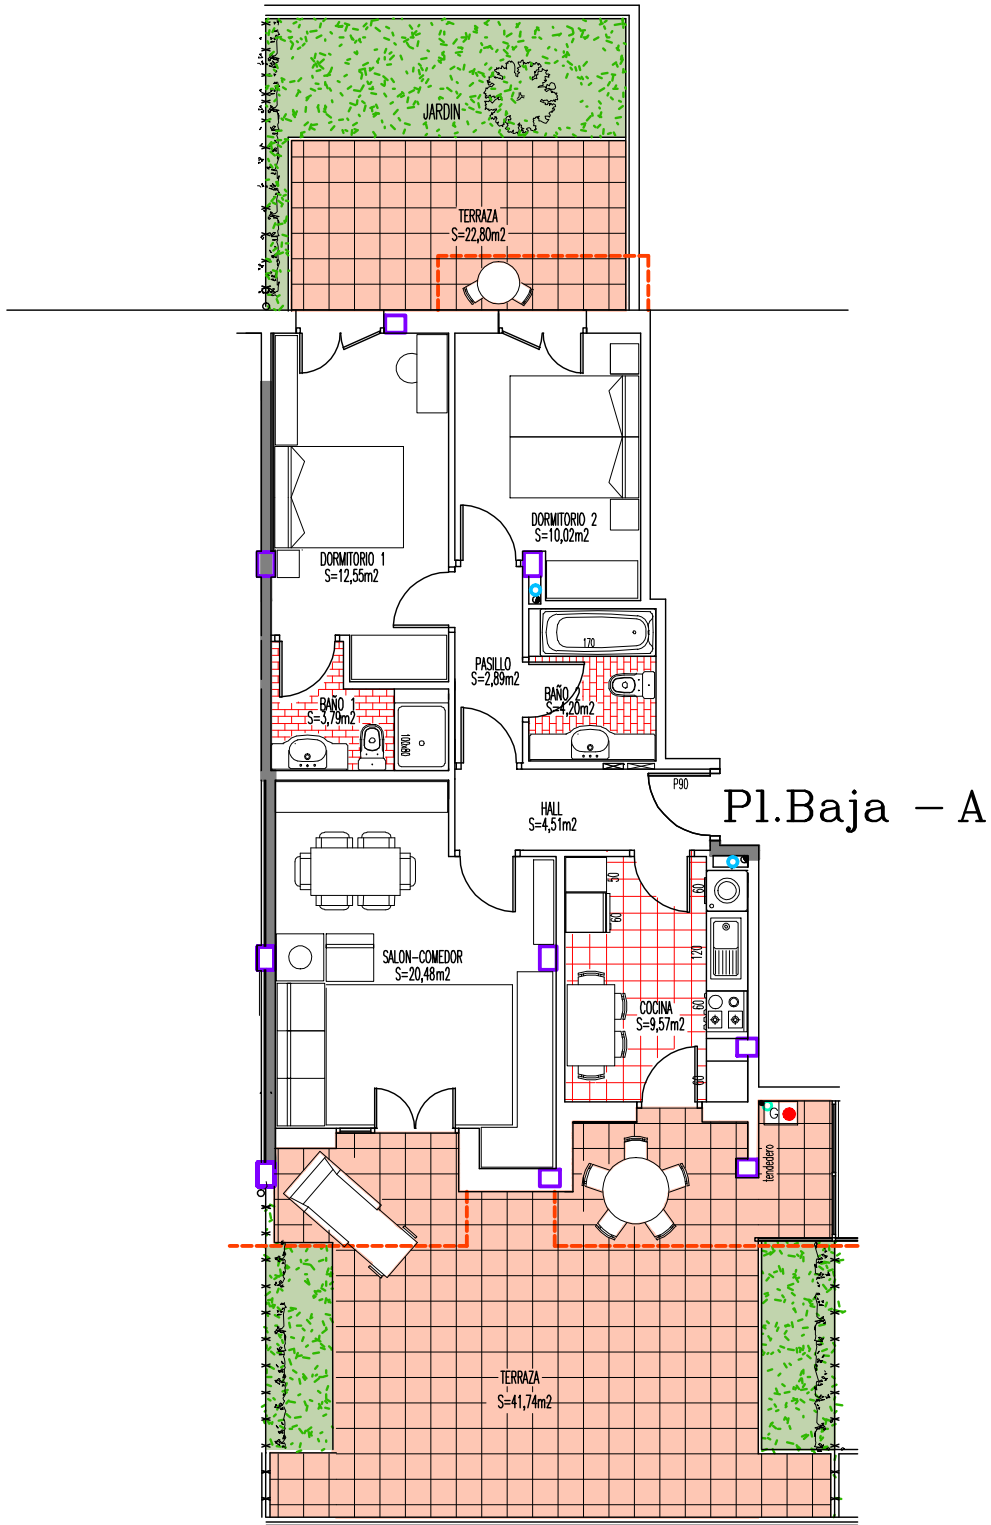 JARDIN
TERRAZA
S=22,80m2
DORMITORIO 2
S=10,02m2
DORMITORIO 1
S=12,55m2
170
PASILLO
S=2,89m2
BAÑO 2
S=4,20m2
BAÑO 1
S=3,79m2
100x80
P90
HALL
S=4,51m2
Pl.Baja - A
50
60
60
120
SALON-COMEDOR
S=20,48m2
COCINA
S=9,57m2
60
60
G
tendedero
TERRAZA
S=41,74m2